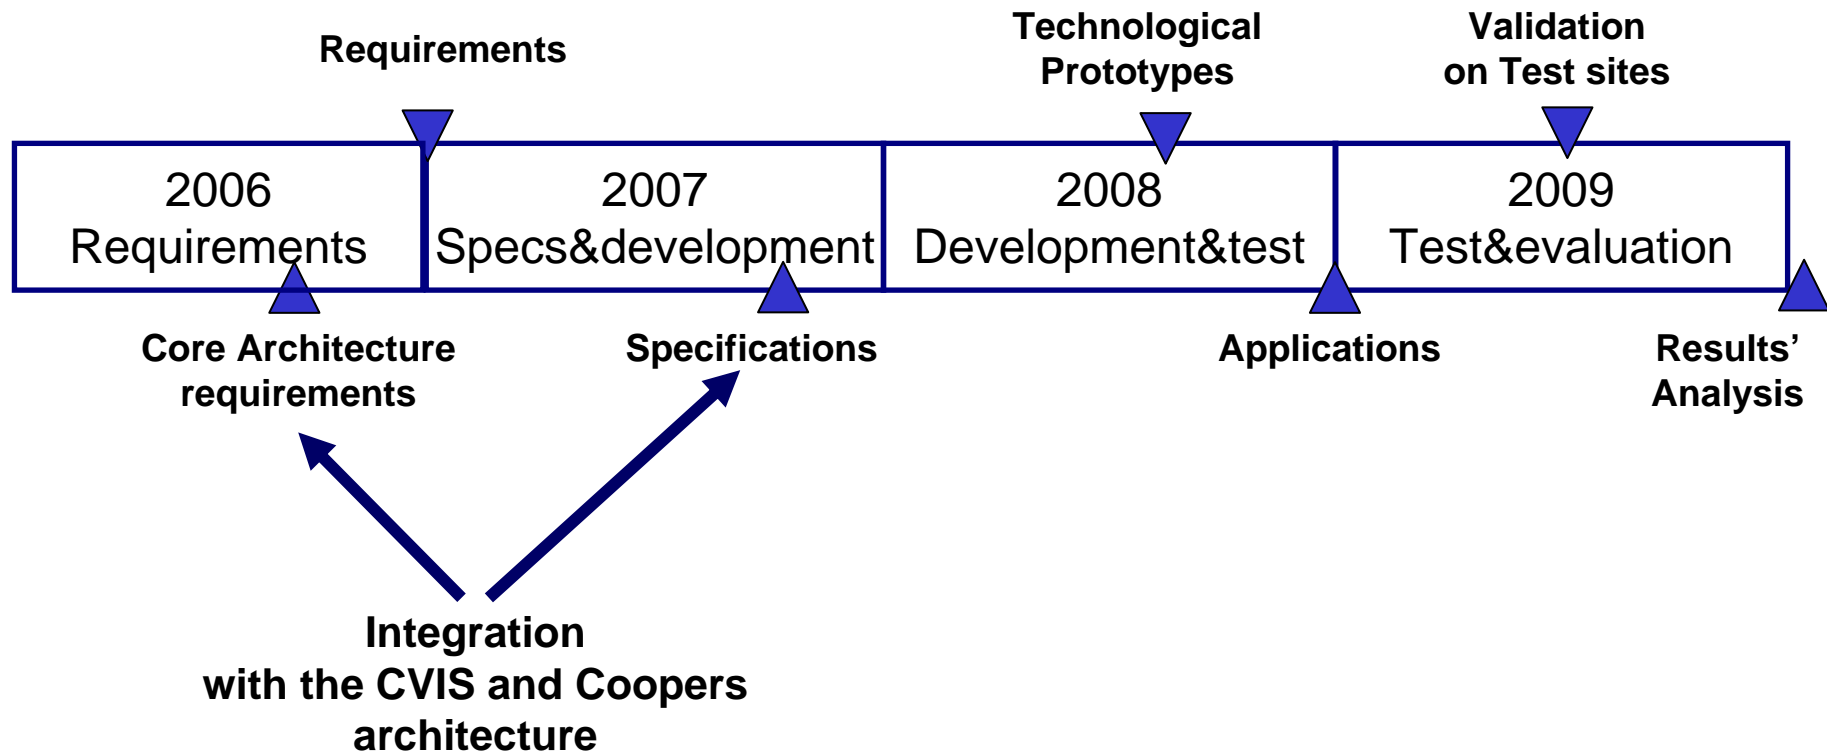 Requirements
Technological
Prototypes
Validation
on Test sites
2006
Requirements
2007
Specs&development
2008
Development&test
2009
Test&evaluation
Core Architecture
requirements
Specifications
Applications
Results’
Analysis
Integration
with the CVIS and Coopers
architecture